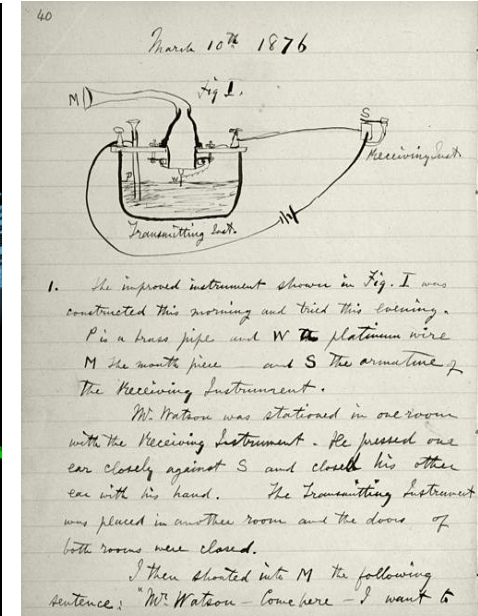 40
March 10th 1876
M
Fig 1.
S
Receiving Inst.
P
W
Transmitting Inst.
1. The improved instrument shown in Fig. I was
constructed this morning and tried this evening.
P is a brass pipe and W the platinum wire
M the mouth piece and S the armature of
the Receiving Instrument.
Mr. Watson was stationed in one room
with the Receiving Instrument. He pressed one
ear closely against S and closed his other
ear with his hand. The Transmitting Instrument
was placed in another room and the doors of
both rooms were closed.
I then shouted into M the following
sentence: "Mr. Watson – Come here – I want to